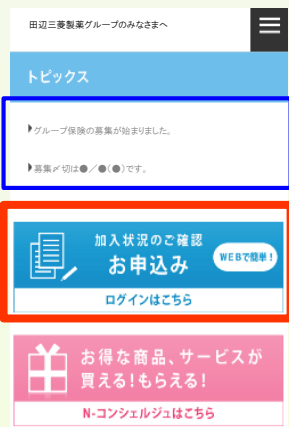 田辺三菱製薬グループのみなさまへ
トピックス
グループ保険の募集が始まりました。
募集〆切は●／●(●)です。
加入状況のご確認
お申込み
WEBで簡単！
ログインはこちら
お得な商品、サービスが
買える！もらえる！
N-コンシェルジュはこちら